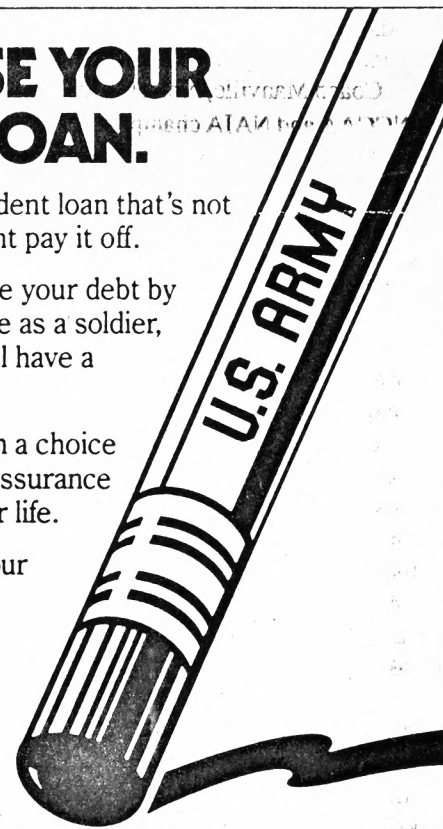 SE YOUR
OAN.
dent loan that's not
nt pay it off.
e your debt by
e as a soldier,
l have a
n a choice
ssurance
r life.
ur
U.S. ARMY